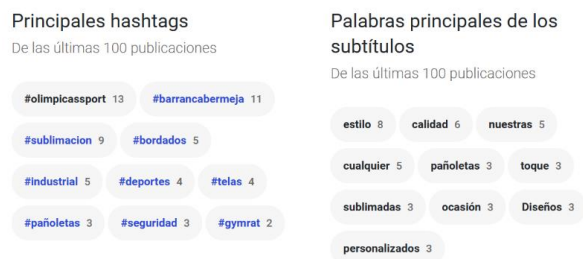 Principales hashtags
De las últimas 100 publicaciones
#olimpicassport 13 #barrancabermeja 11
#sublimacion 9 #bordados 5
#industrial 5 #deportes 4 #telas 4
#pañoletas 3 #seguridad 3 #gymrat 2
Palabras principales de los
subtítulos
De las últimas 100 publicaciones
estilo 8 calidad 6 nuestras 5
cualquier 5 pañoletas 3 toque 3
sublimadas 3 ocasión 3 Diseños 3
personalizados 3